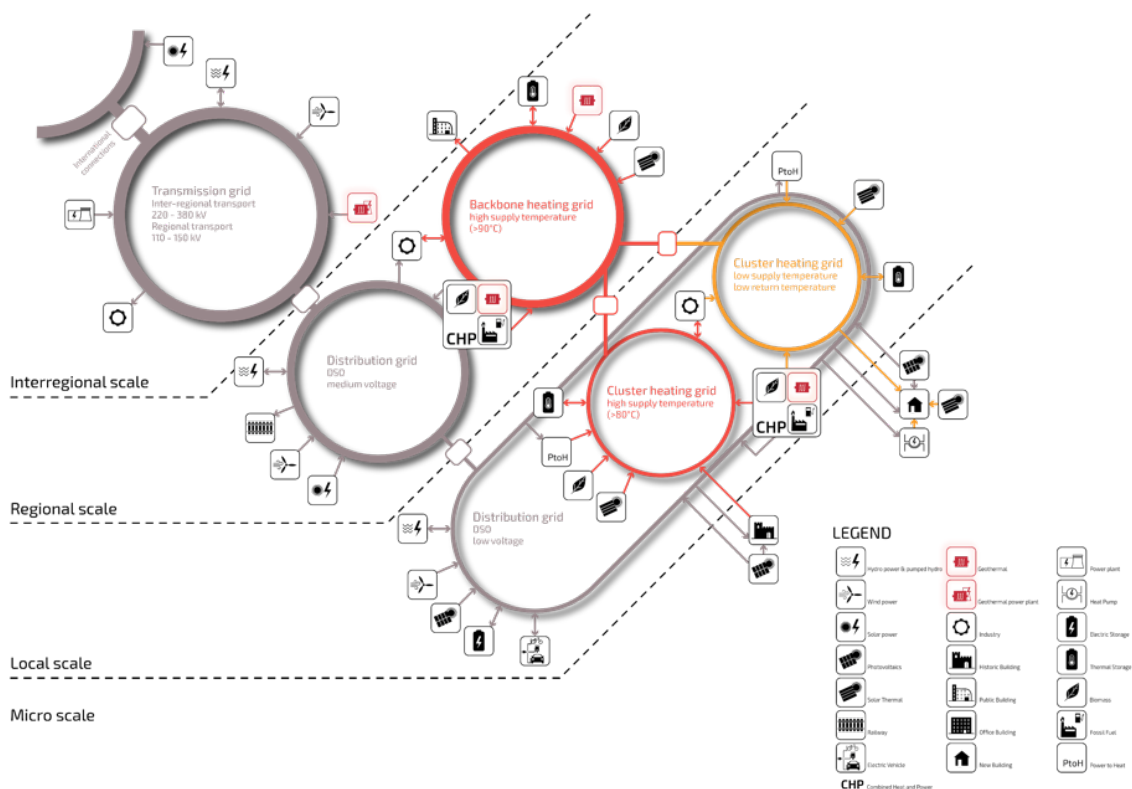 International
connections
Transmission grid
Inter-regional transport
220 - 380 kV
Regional transport
110 - 150 kV
Backbone heating grid
high supply temperature
(>90°C)
PtoH
Cluster heating grid
low supply temperature
low return temperature
CHP
Distribution grid
DSO
medium voltage
Interregional scale
Cluster heating grid
high supply temperature
(>80°C)
CHP
PtoH
Regional scale
Distribution grid
DSO
low voltage
Local scale
Micro scale
LEGEND
Hydro power & pumped hydro
Geothermal
Power plant
Wind power
Geothermal power plant
Heat Pump
Solar power
Industry
Electric Storage
Photovoltaics
Historic Building
Thermal Storage
Solar Thermal
Public Building
Biomass
Railway
Office Building
Fossil Fuel
Electric Vehicle
New Building
PtoH
Power to Heat
CHP Combined Heat and Power